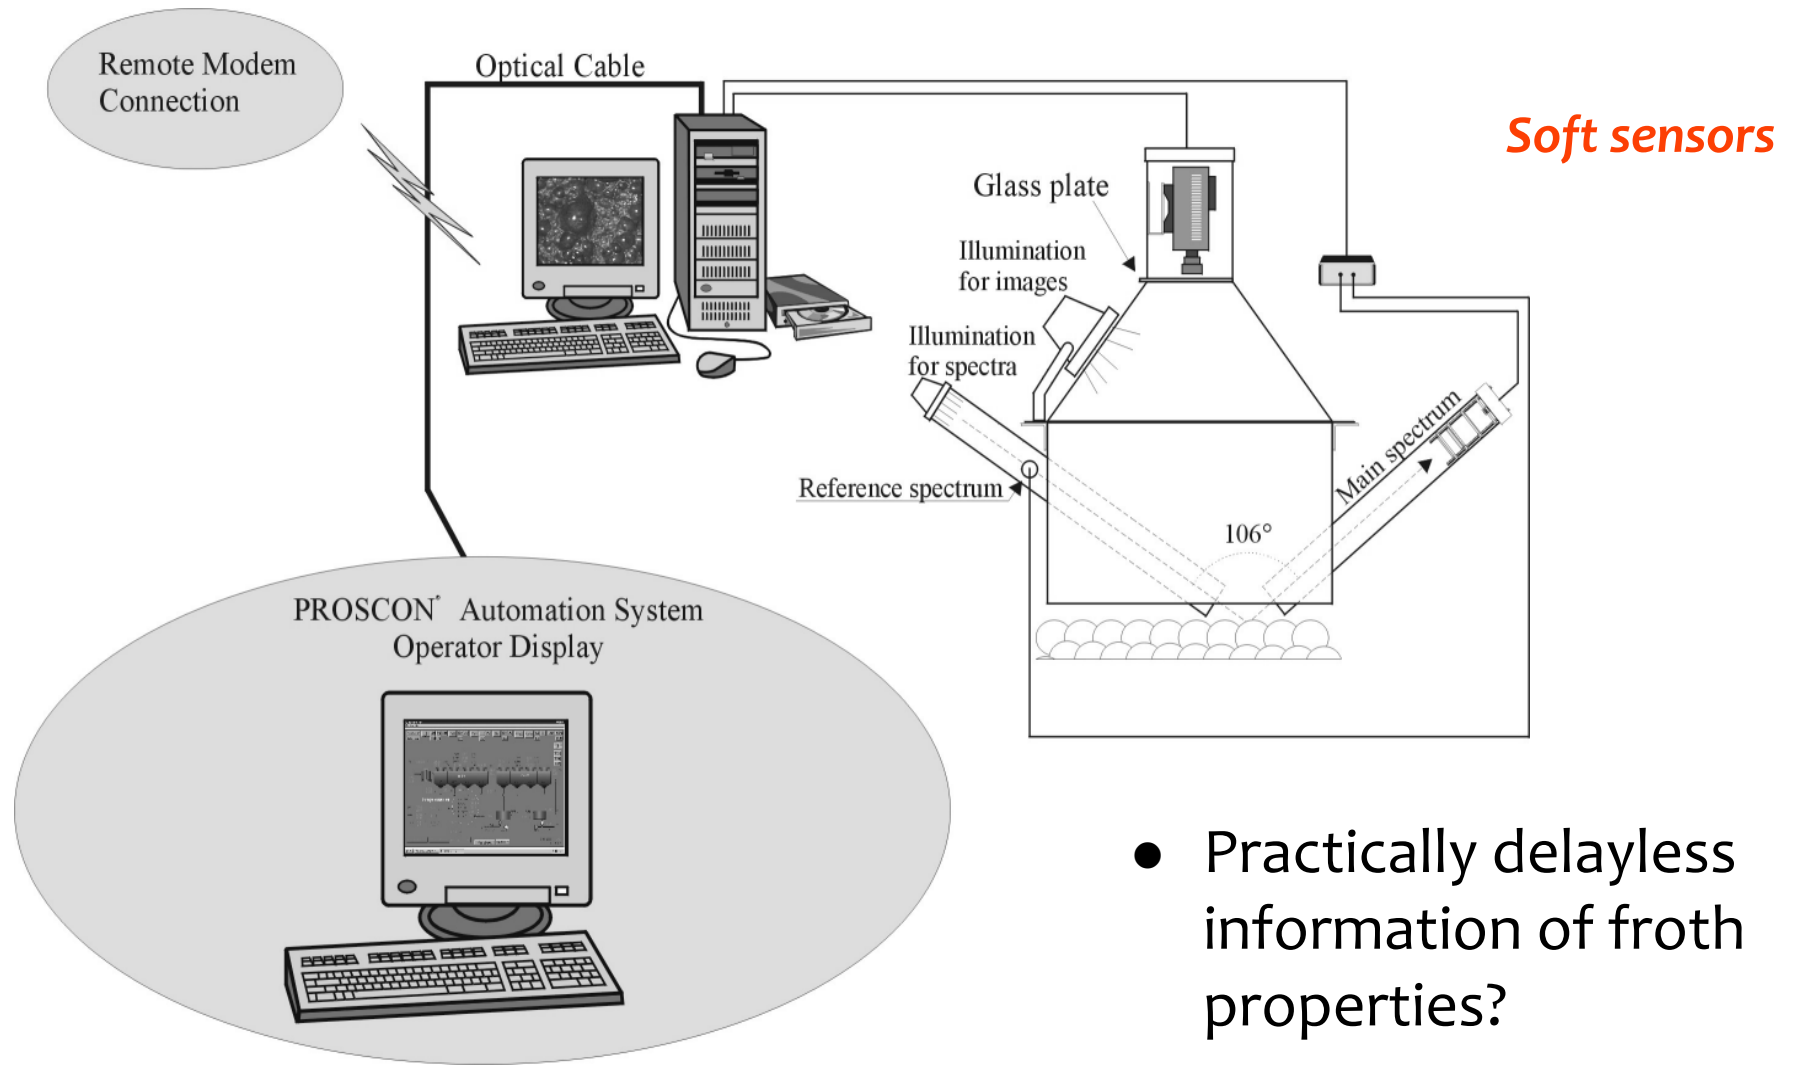 Remote Modem
Connection
Optical Cable
Soft sensors
Glass plate
Illumination
for images
Illumination
for spectra
Main spectrum
Reference spectrum
106°
PROSCON® Automation System
Operator Display
● Practically delayless
information of froth
properties?